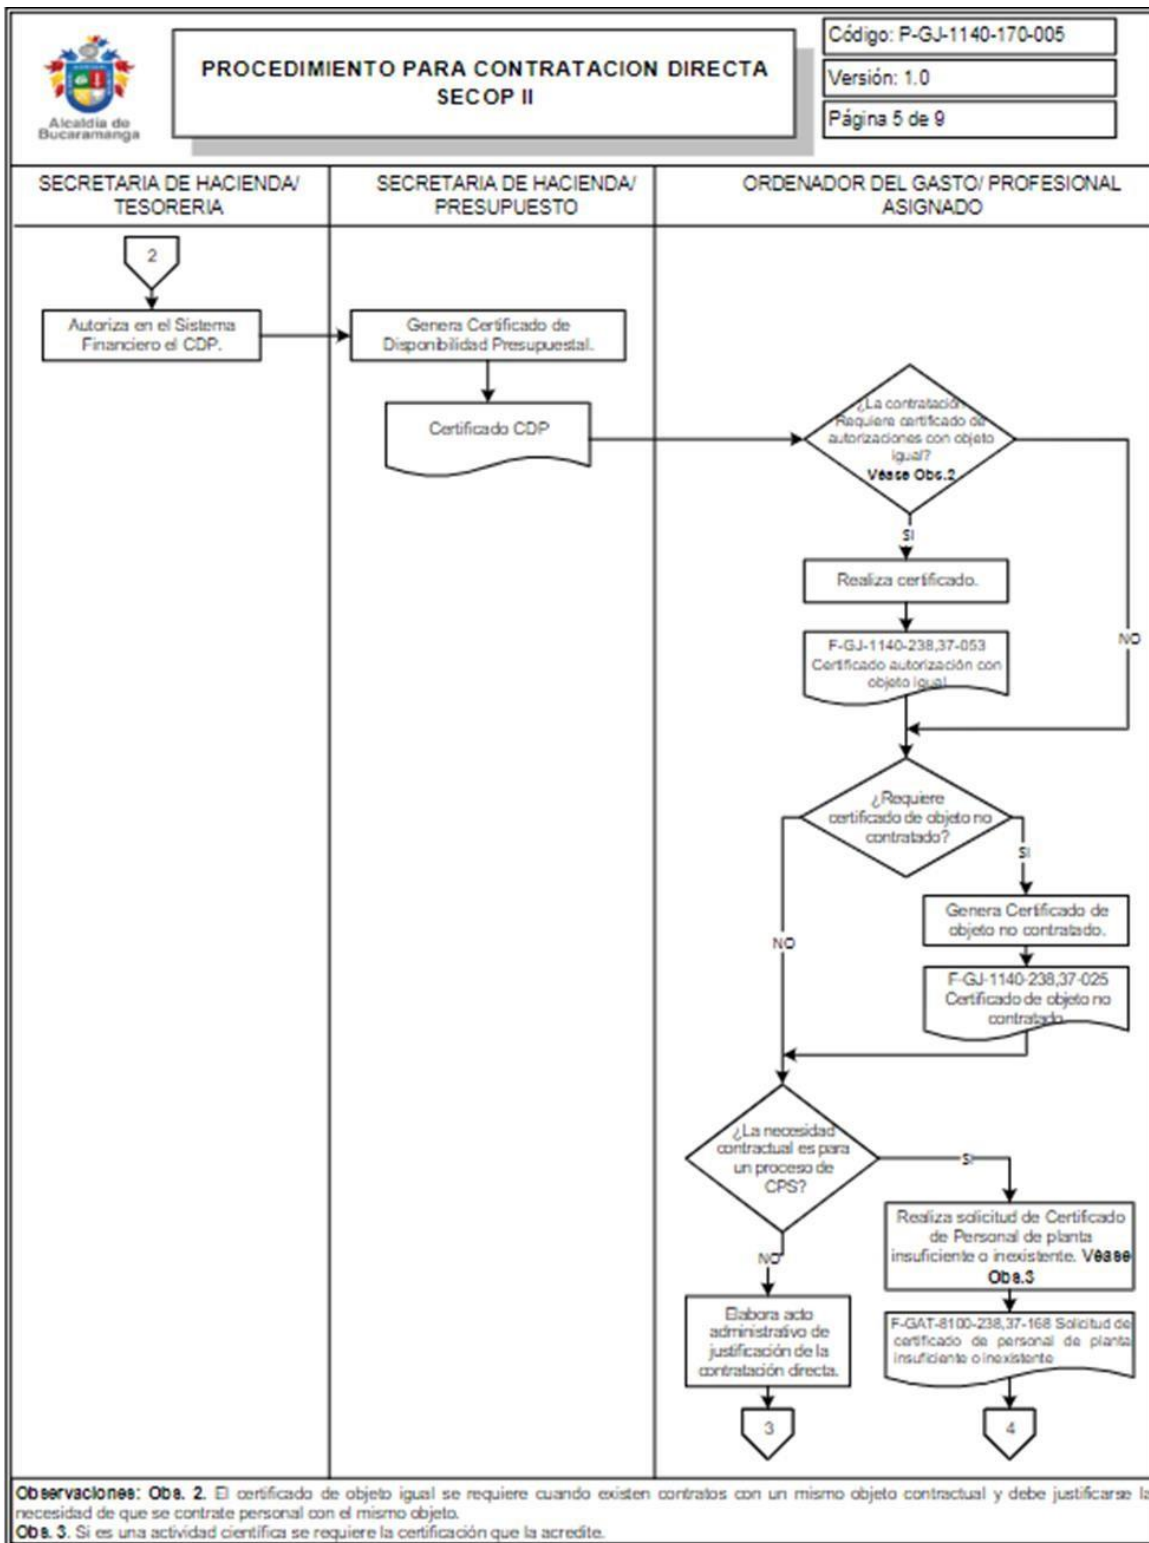 Alcaldía de
Bucaramanga
PROCEDIMIENTO PARA CONTRATACION DIRECTA
SECOP II
Código: P-GJ-1140-170-005
Versión: 1.0
Página 5 de 9
SECRETARIA DE HACIENDA/
TESORERIA
SECRETARIA DE HACIENDA/
PRESUPUESTO
ORDENADOR DEL GASTO/ PROFESIONAL
ASIGNADO
2
Autoriza en el Sistema
Financiero el CDP.
Genera Certificado de
Disponibilidad Presupuestal.
Certificado CDP
¿La contratación
Requiere certificado de
autorizaciones con objeto
igual?
Véase Obs.2
SI
NO
Realiza certificado.
F-GJ-1140-238,37-053
Certificado autorización con
objeto igual
¿Requiere
certificado de objeto no
contratado?
SI
NO
Genera Certificado de
objeto no contratado.
F-GJ-1140-238,37-025
Certificado de objeto no
contratado
¿La necesidad
contractual es para
un proceso de
CPS?
SI
NO
Realiza solicitud de Certificado
de Personal de planta
insuficiente o inexistente. Véase
Obs.3
Elabora acto
administrativo de
justificación de la
contratación directa.
F-GAT-8100-238,37-168 Solicitud de
certificado de personal de planta
insuficiente o inexistente
3
4
Observaciones: Obs. 2. El certificado de objeto igual se requiere cuando existen contratos con un mismo objeto contractual y debe justificarse la
necesidad de que se contrate personal con el mismo objeto.
Obs. 3. Si es una actividad científica se requiere la certificación que la acredite.